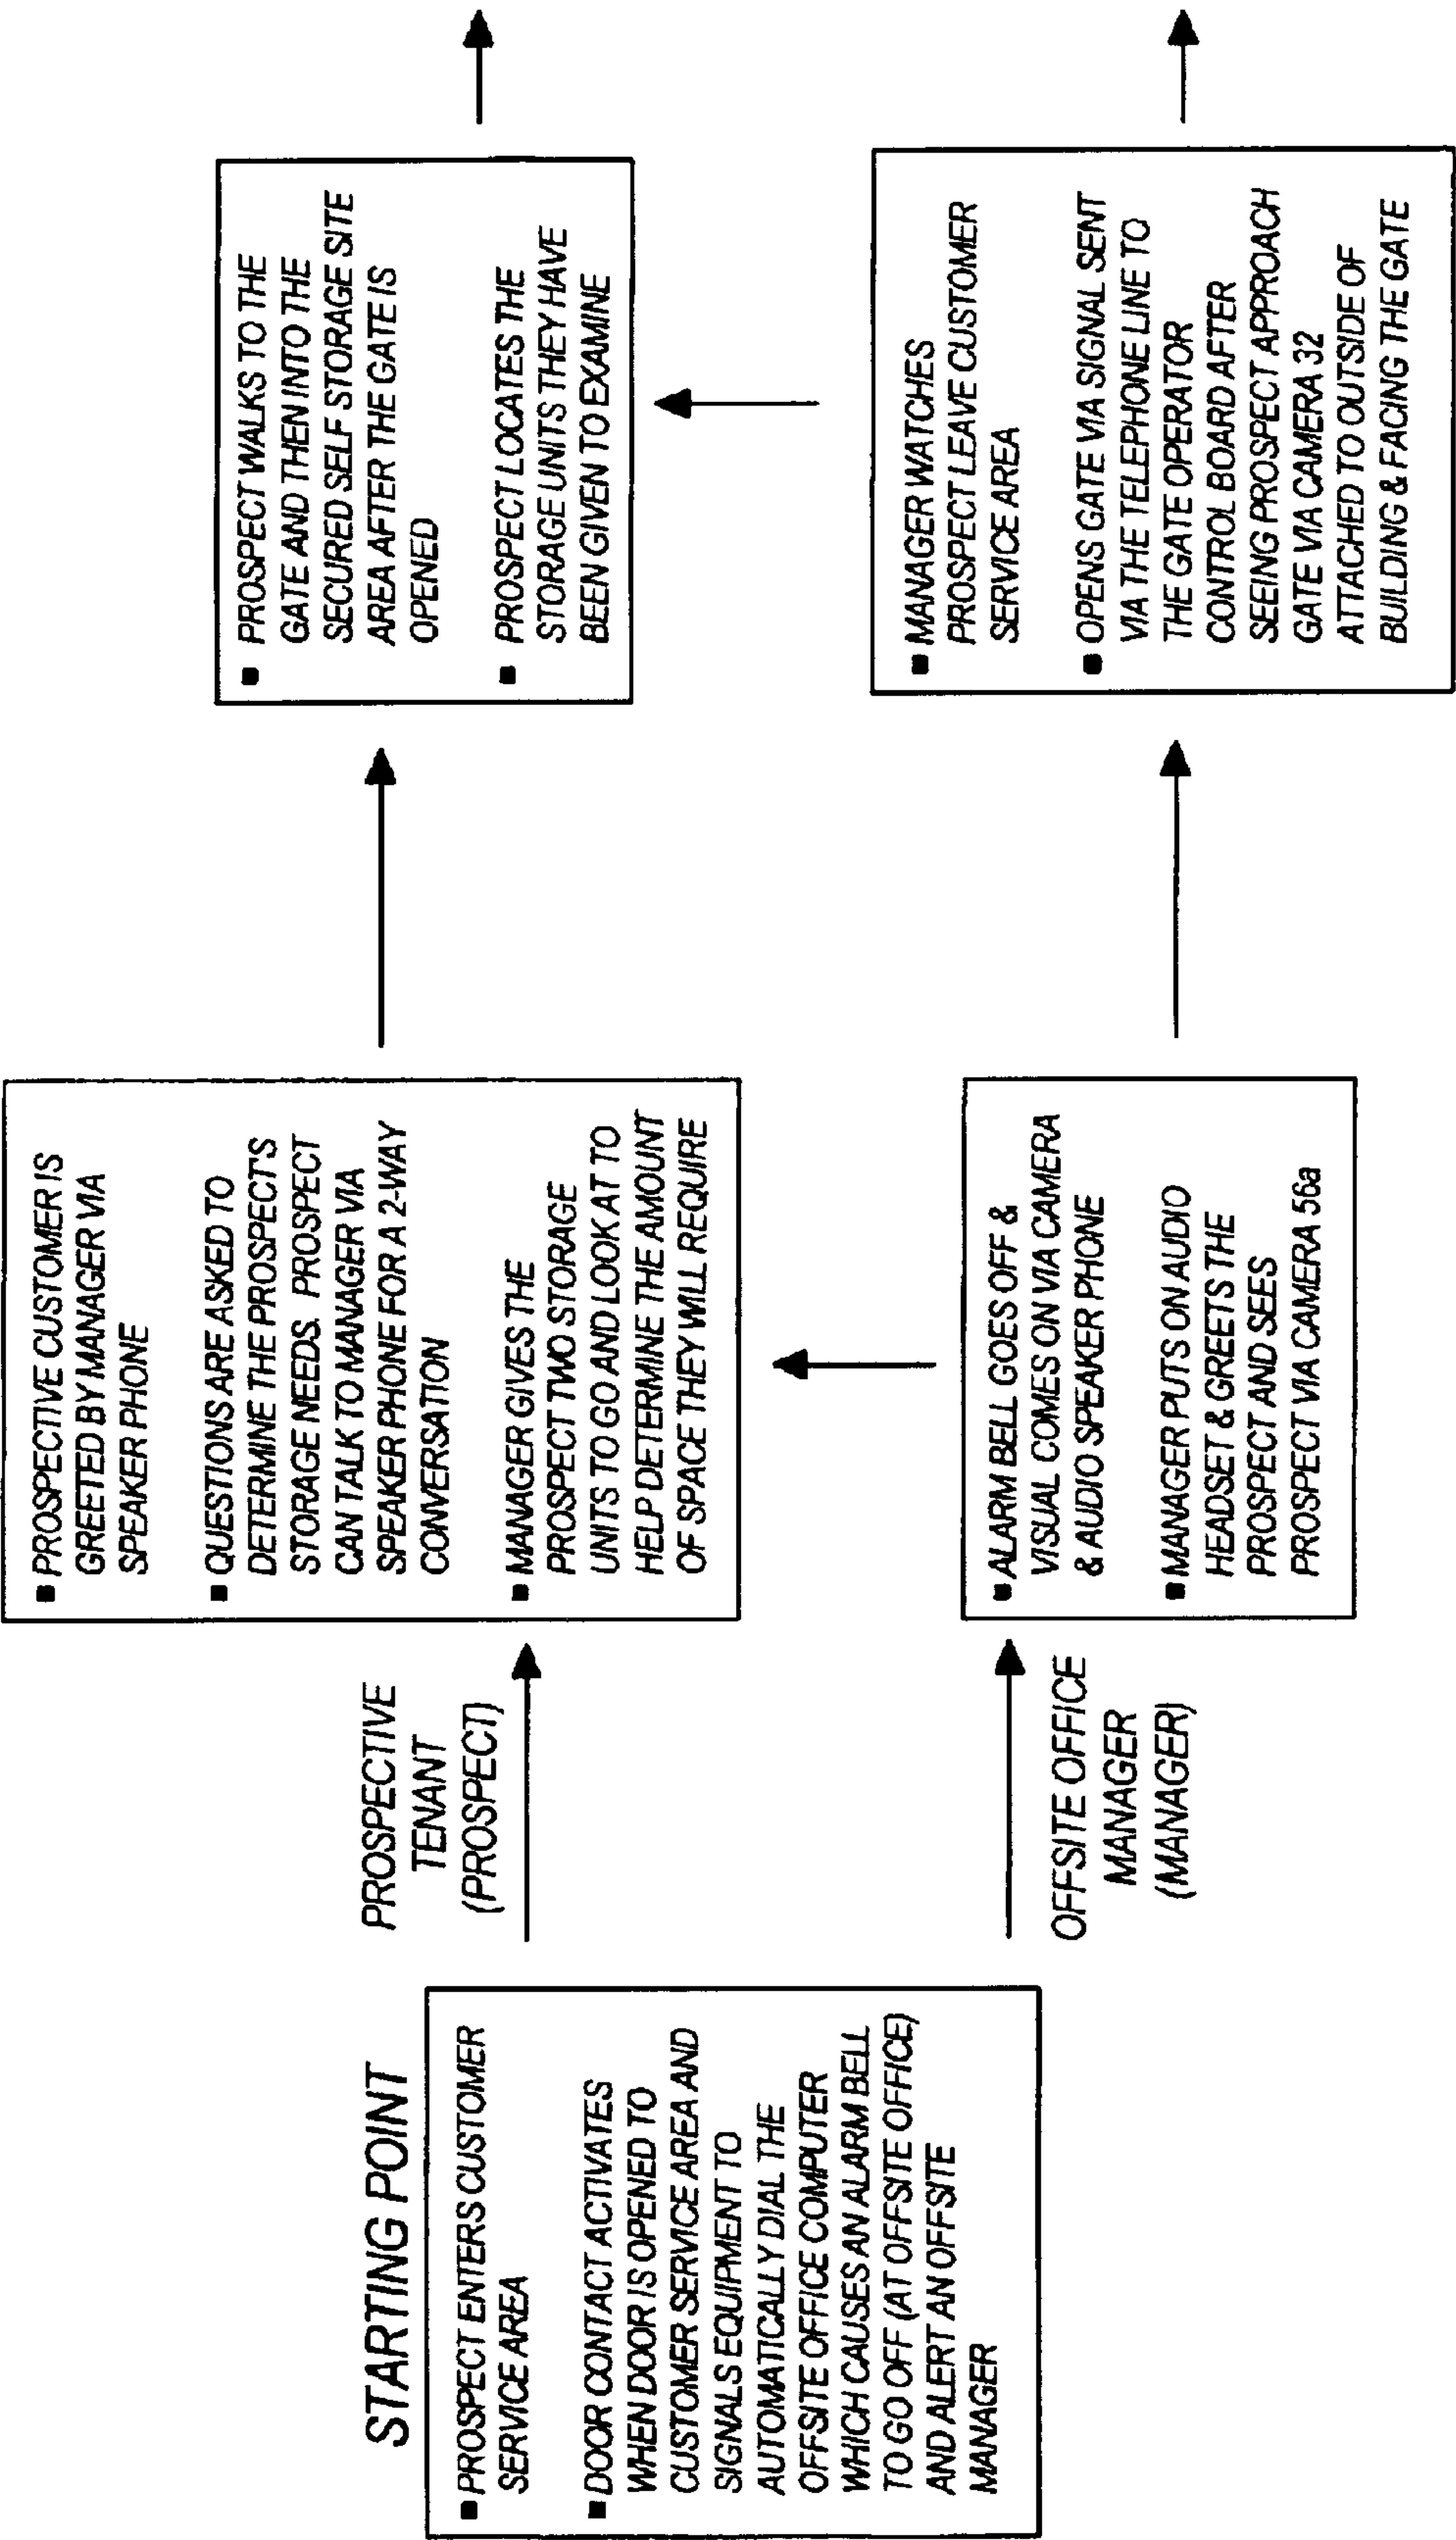 STARTING POINT
■ PROSPECT ENTERS CUSTOMER
SERVICE AREA
■ DOOR CONTACT ACTIVATES
WHEN DOOR IS OPENED TO
CUSTOMER SERVICE AREA AND
SIGNALS EQUIPMENT TO
AUTOMATICALLY DIAL THE
OFFSITE OFFICE COMPUTER
WHICH CAUSES AN ALARM BELL
TO GO OFF (AT OFFSITE OFFICE)
AND ALERT AN OFFSITE
MANAGER
PROSPECTIVE
TENANT
(PROSPECT)
■ PROSPECTIVE CUSTOMER IS
GREETED BY MANAGER VIA
SPEAKER PHONE
■ QUESTIONS ARE ASKED TO
DETERMINE THE PROSPECTS
STORAGE NEEDS. PROSPECT
CAN TALK TO MANAGER VIA
SPEAKER PHONE FOR A 2-WAY
CONVERSATION
■ MANAGER GIVES THE
PROSPECT TWO STORAGE
UNITS TO GO AND LOOK AT TO
HELP DETERMINE THE AMOUNT
OF SPACE THEY WILL REQUIRE
■ PROSPECT WALKS TO THE
GATE AND THEN INTO THE
SECURED SELF STORAGE SITE
AREA AFTER THE GATE IS
OPENED
■ PROSPECT LOCATES THE
STORAGE UNITS THEY HAVE
BEEN GIVEN TO EXAMINE
OFFSITE OFFICE
MANAGER
(MANAGER)
■ ALARM BELL GOES OFF &
VISUAL COMES ON VIA CAMERA
& AUDIO SPEAKER PHONE
■ MANAGER PUTS ON AUDIO
HEADSET & GREETS THE
PROSPECT AND SEES
PROSPECT VIA CAMERA 56a
■ MANAGER WATCHES
PROSPECT LEAVE CUSTOMER
SERVICE AREA
■ OPENS GATE VIA SIGNAL SENT
VIA THE TELEPHONE LINE TO
THE GATE OPERATOR
CONTROL BOARD AFTER
SEEING PROSPECT APPROACH
GATE VIA CAMERA 32
ATTACHED TO OUTSIDE OF
BUILDING & FACING THE GATE